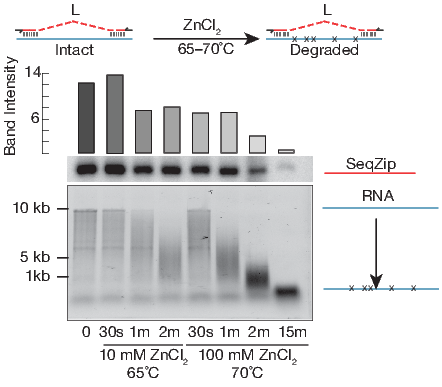 L
ZnCl₂
L
Intact
65–70°C
Degraded
Band Intensity
14
6
SeqZip
RNA
10 kb
5 kb
1kb
0 30s 1m 2m 30s 1m 2m 15m
10 mM ZnCl₂ 100 mM ZnCl₂
65°C 70°C